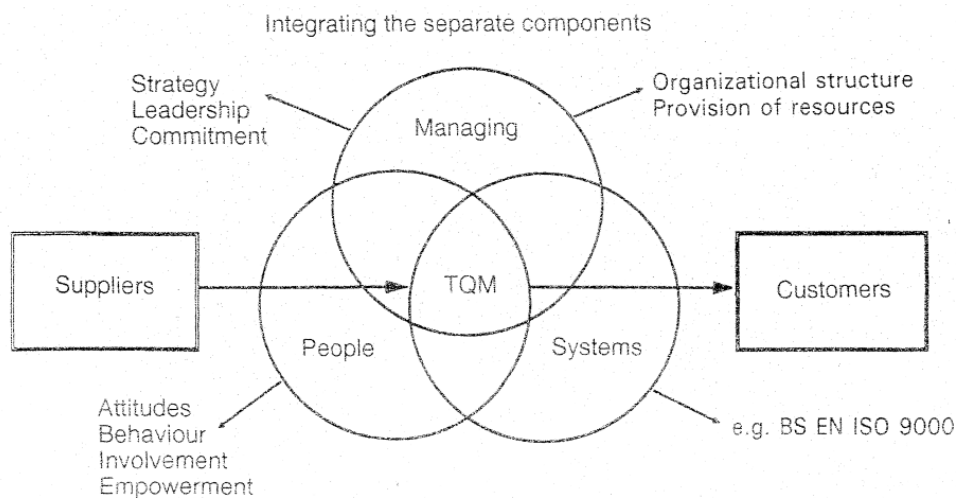 Integrating the separate components
Strategy
Leadership
Commitment
Organizational structure
Provision of resources
Managing
Suppliers
TQM
Customers
People
Systems
Attitudes
Behaviour
Involvement
Empowerment
e.g. BS EN ISO 9000